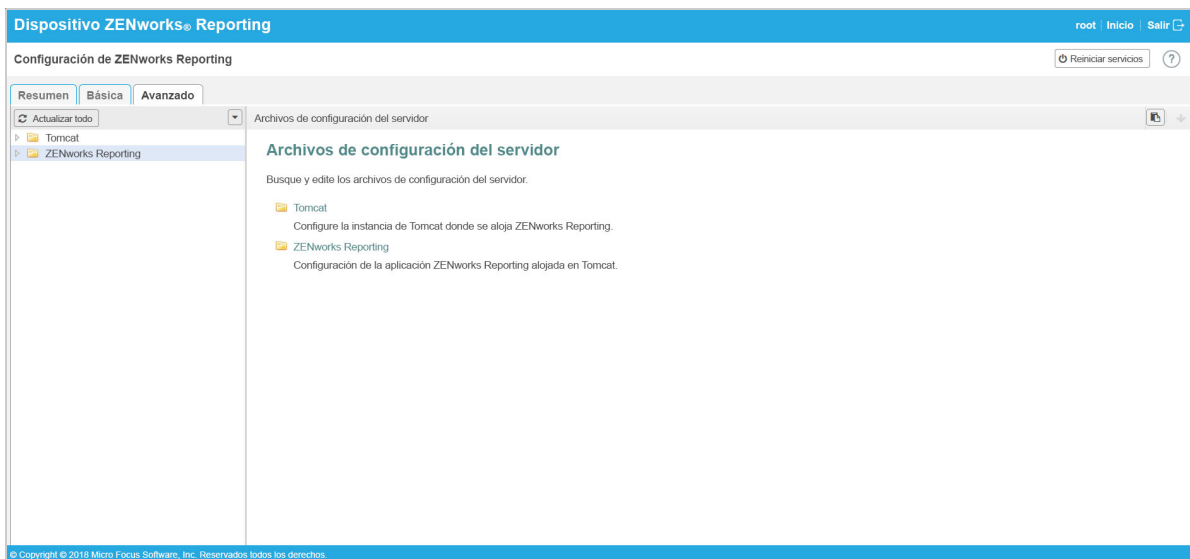 Dispositivo ZENworks® Reporting
root | Inicio | Salir
Configuración de ZENworks Reporting
Reiniciar servicios ?
Resumen Básica Avanzado
Actualizar todo
Archivos de configuración del servidor
Tomcat
ZENworks Reporting
Archivos de configuración del servidor
Busque y edite los archivos de configuración del servidor.
Tomcat
Configure la instancia de Tomcat donde se aloja ZENworks Reporting.
ZENworks Reporting
Configuración de la aplicación ZENworks Reporting alojada en Tomcat.
© Copyright © 2018 Micro Focus Software, Inc. Reservados todos los derechos.